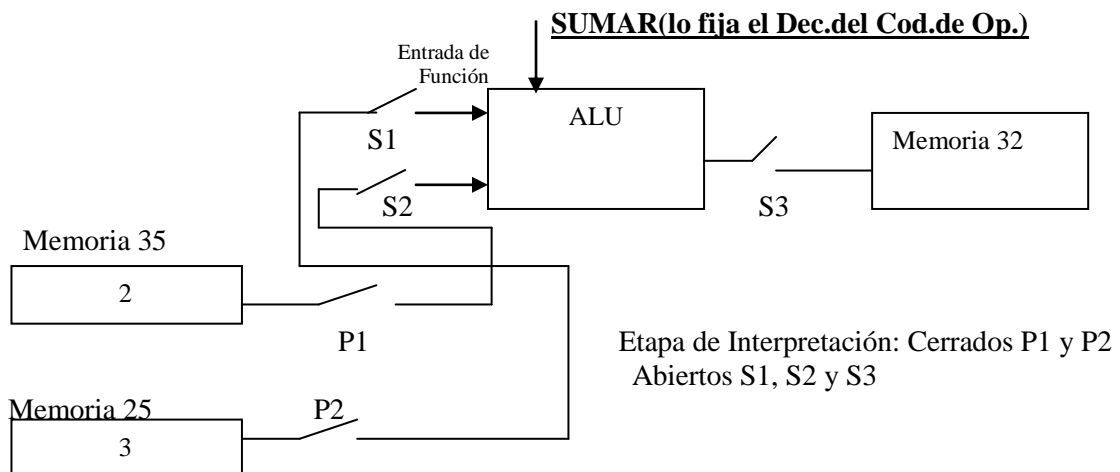 SUMAR(lo fija el Dec.del Cod.de Op.)
Entrada de
Función
ALU
Memoria 32
S1
S2
S3
Memoria 35
2
P1
Etapa de Interpretación: Cerrados P1 y P2
Abiertos S1, S2 y S3
Memoria 25
P2
3